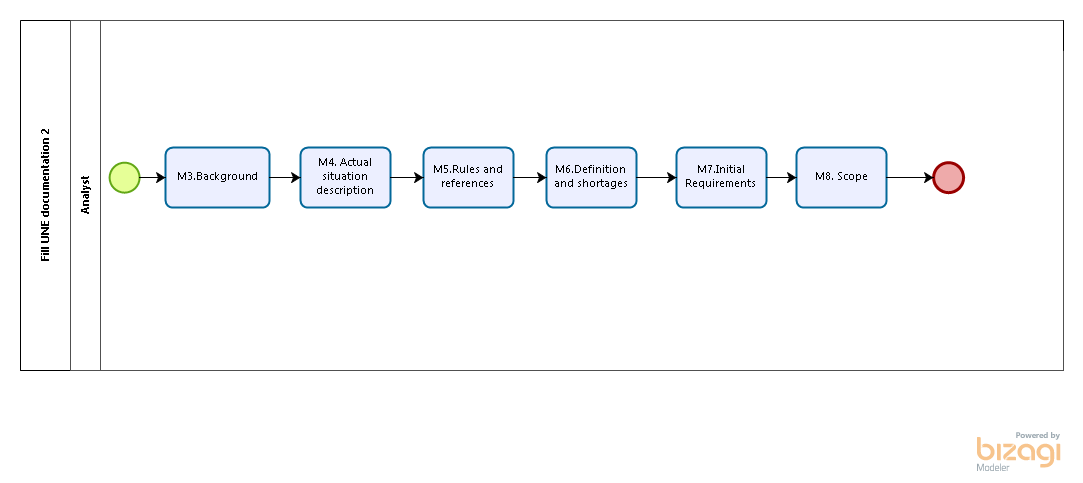 Fill UNE documentation 2
Analyst
M3.Background
M4. Actual
situation
description
M5.Rules and
references
M6.Definition
and shortages
M7.Initial
Requirements
M8. Scope
Powered by
bizagi
Modeler